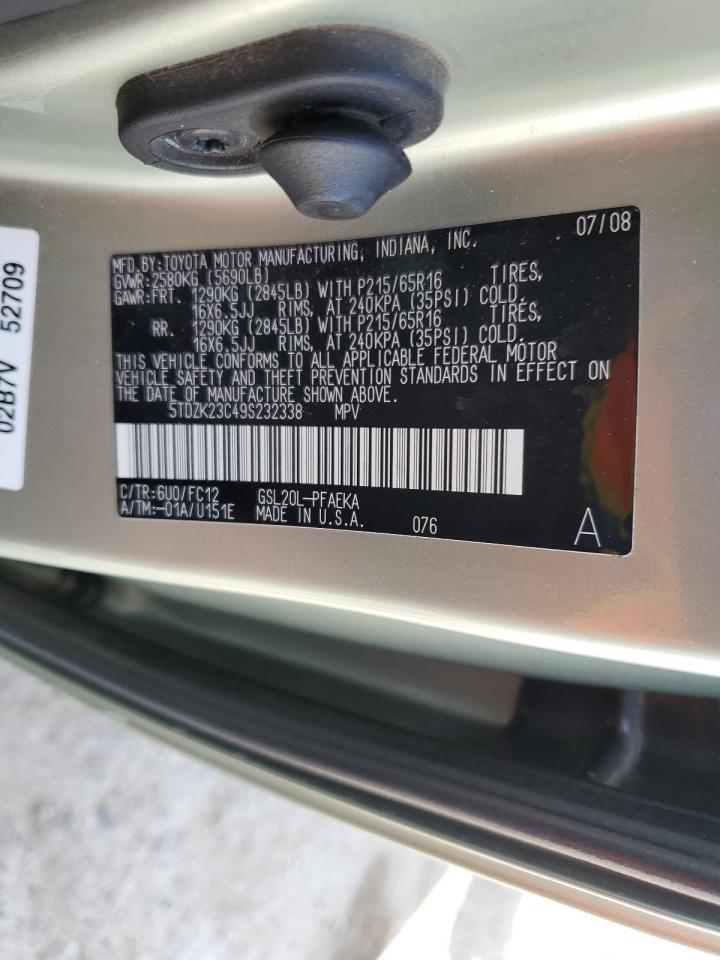 07/08
MFD.BY:TOYOTA MOTOR MANUFACTURING, INDIANA, INC.
GVWR:2580KG (5690LB)
GAWR:FRT. 1290KG (2845LB) WITH P215/65R16 TIRES,
16X6.5JJ RIMS, AT 240KPA (35PSI) COLD.
RR. 1290KG (2845LB) WITH P215/65R16 TIRES,
16X6.5JJ RIMS, AT 240KPA (35PSI) COLD.
THIS VEHICLE CONFORMS TO ALL APPLICABLE FEDERAL MOTOR
VEHICLE SAFETY AND THEFT PREVENTION STANDARDS IN EFFECT ON
THE DATE OF MANUFACTURE SHOWN ABOVE.
5TDZK23C49S232338 MPV
C/TR:6U0/FC12 GSL20L-PFAEKA
A/TM:-01A/U151E MADE IN U.S.A. 076 A
02B7V 52709